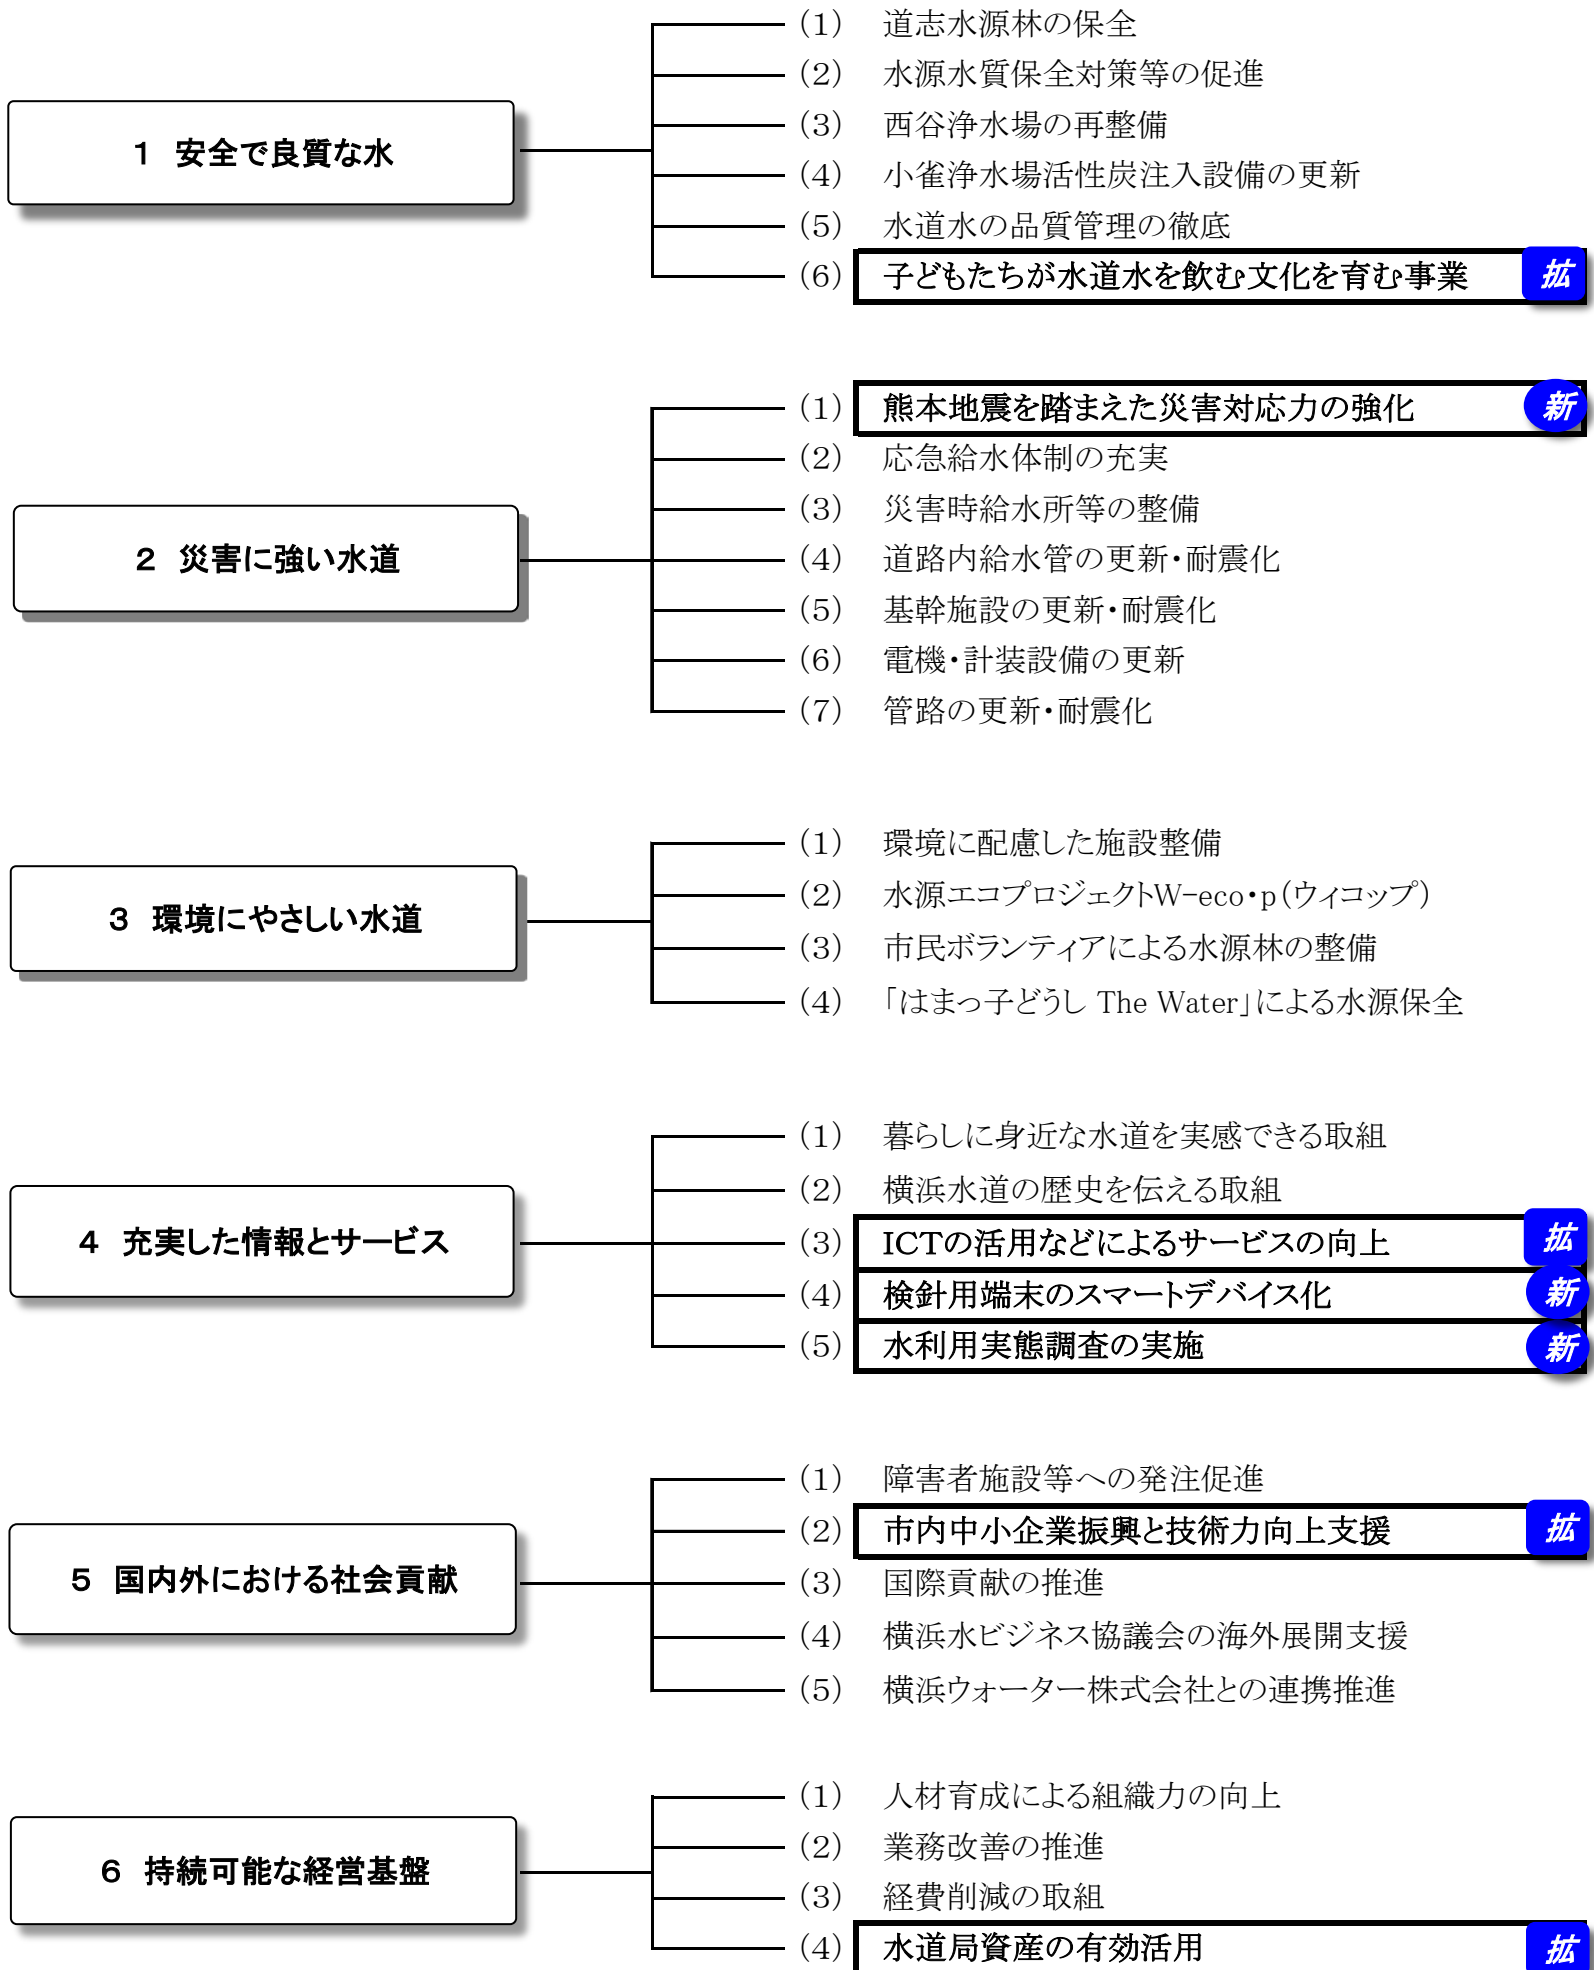 1 安全で良質な水
(1) 道志水源林の保全
(2) 水源水質保全対策等の促進
(3) 西谷浄水場の再整備
(4) 小雀浄水場活性炭注入設備の更新
(5) 水道水の品質管理の徹底
(6) 子どもたちが水道水を飲む文化を育む事業 拡
2 災害に強い水道
(1) 熊本地震を踏まえた災害対応力の強化 新
(2) 応急給水体制の充実
(3) 災害時給水所等の整備
(4) 道路内給水管の更新・耐震化
(5) 基幹施設の更新・耐震化
(6) 電機・計装設備の更新
(7) 管路の更新・耐震化
3 環境にやさしい水道
(1) 環境に配慮した施設整備
(2) 水源エコプロジェクトW-eco・p(ウィコップ)
(3) 市民ボランティアによる水源林の整備
(4) 「はまっ子どうし The Water」による水源保全
4 充実した情報とサービス
(1) 暮らしに身近な水道を実感できる取組
(2) 横浜水道の歴史を伝える取組
(3) ICTの活用などによるサービスの向上 拡
(4) 検針用端末のスマートデバイス化 新
(5) 水利用実態調査の実施 新
5 国内外における社会貢献
(1) 障害者施設等への発注促進
(2) 市内中小企業振興と技術力向上支援 拡
(3) 国際貢献の推進
(4) 横浜水ビジネス協議会の海外展開支援
(5) 横浜ウォーター株式会社との連携推進
6 持続可能な経営基盤
(1) 人材育成による組織力の向上
(2) 業務改善の推進
(3) 経費削減の取組
(4) 水道局資産の有効活用 拡